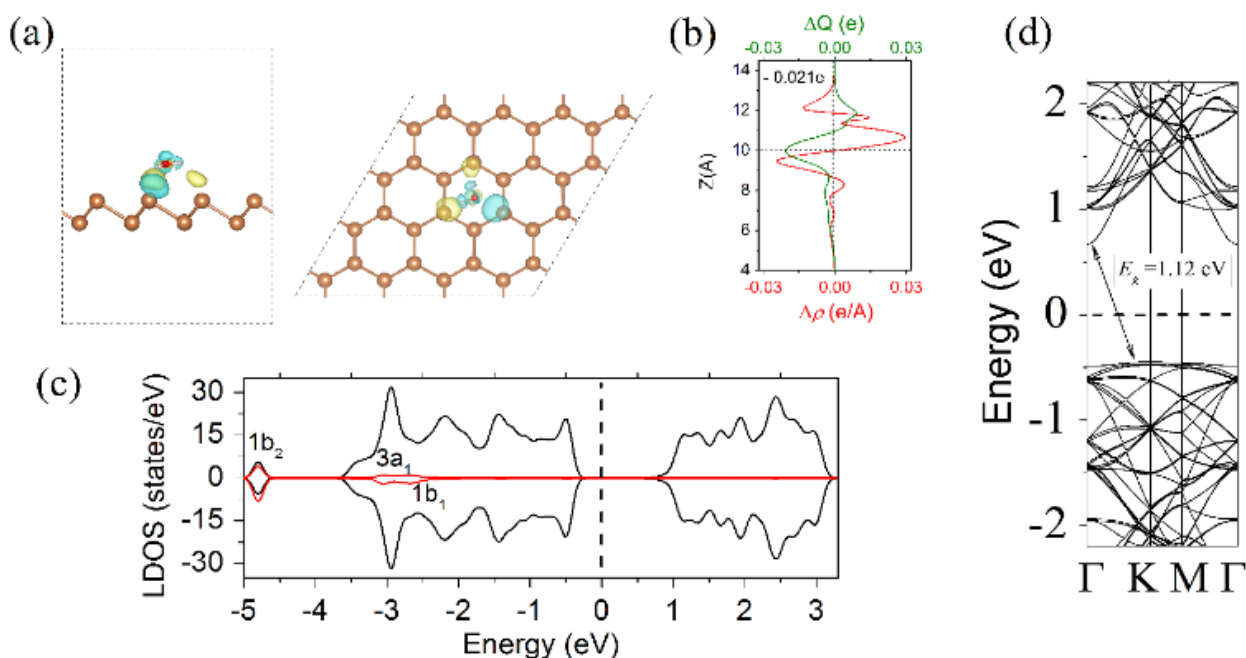 (a)
(b)
ΔQ (e)
-0.03 0.00 0.03
- 0.021e
14
12
10
8
6
4
Z(A)
-0.03 0.00 0.03
Δρ (e/A)
(c)
LDOS (states/eV)
30
15
0
-15
-30
1b₂
3a₁
1b₁
-5 -4 -3 -2 -1 0 1 2 3
Energy (eV)
(d)
Energy (eV)
2
1
0
-1
-2
E_g =1.12 eV
Γ K M Γ